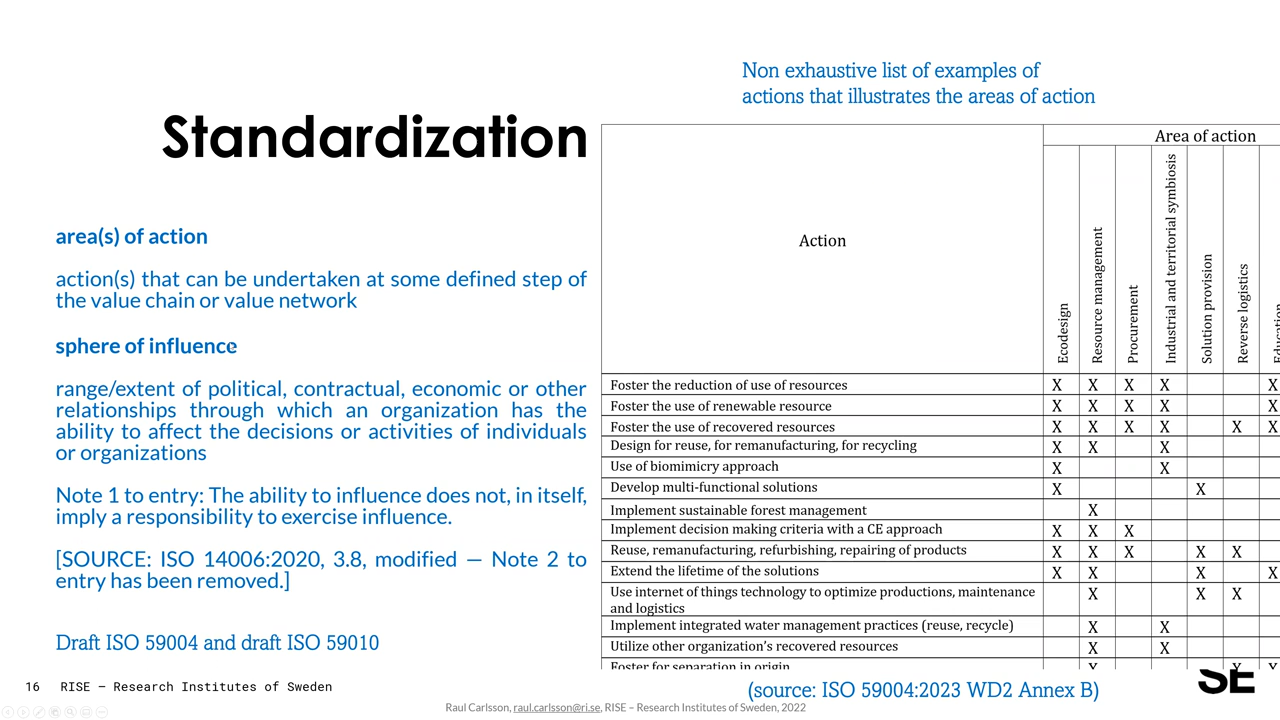 Non exhaustive list of examples of
actions that illustrates the areas of action
Standardization
area(s) of action
action(s) that can be undertaken at some defined step of
the value chain or value network
sphere of influence
range/extent of political, contractual, economic or other
relationships through which an organization has the
ability to affect the decisions or activities of individuals
or organizations
Note 1 to entry: The ability to influence does not, in itself,
imply a responsibility to exercise influence.
[SOURCE: ISO 14006:2020, 3.8, modified — Note 2 to
entry has been removed.]
Draft ISO 59004 and draft ISO 59010
Action
Area of action
Ecodesign
Resource management
Procurement
Industrial and territorial symbiosis
Solution provision
Reverse logistics
Education
Foster the reduction of use of resources X X X X X
Foster the use of renewable resource X X X X X
Foster the use of recovered resources X X X X X X
Design for reuse, for remanufacturing, for recycling X X X
Use of biomimicry approach X X
Develop multi-functional solutions X X
Implement sustainable forest management X
Implement decision making criteria with a CE approach X X X
Reuse, remanufacturing, refurbishing, repairing of products X X X X X
Extend the lifetime of the solutions X X X X
Use internet of things technology to optimize productions, maintenance
and logistics X X X
Implement integrated water management practices (reuse, recycle) X X
Utilize other organization's recovered resources X X
Foster for separation in origin X X X
(source: ISO 59004:2023 WD2 Annex B)
16 RISE – Research Institutes of Sweden
Raul Carlsson, raul.carlsson@ri.se, RISE – Research Institutes of Sweden, 2022
SE